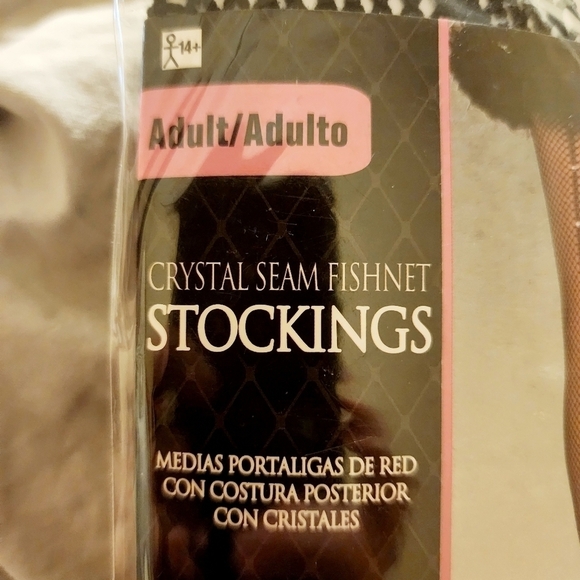 14+
Adult/Adulto
CRYSTAL SEAM FISHNET
STOCKINGS
MEDIAS PORTALIGAS DE RED
CON COSTURA POSTERIOR
CON CRISTALES